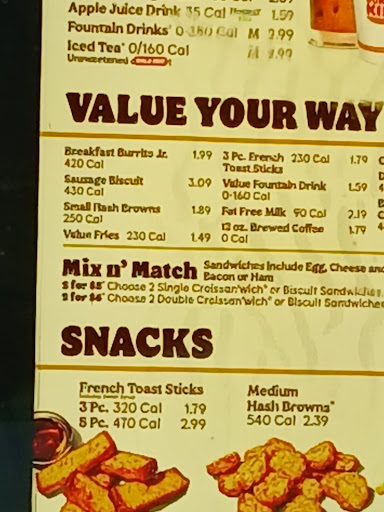 Apple Juice Drink 35 Cal 1.59
Fountain Drinks* 0-380 Cal M 2.99
Iced Tea* 0/160 Cal M 2.99
Unsweetened
VALUE YOUR WAY
Breakfast Burrito Jr. 1.99
420 Cal
Sausage Biscuit 3.09
430 Cal
Small Hash Browns 1.89
250 Cal
Value Fries 230 Cal 1.49
3 Pc. French 230 Cal 1.79
Toast Sticks
Value Fountain Drink 1.59
0-160 Cal
Fat Free Milk 90 Cal 2.19
12 oz. Brewed Coffee 1.79
0 Cal
Mix n' Match Sandwiches Include Egg, Cheese and
Bacon or Ham
2 for $5* Choose 2 Single Croissan'wich® or Biscuit Sandwiches
2 for $6* Choose 2 Double Croissan'wich® or Biscuit Sandwiches
SNACKS
French Toast Sticks
3 Pc. 320 Cal 1.79
5 Pc. 470 Cal 2.99
Medium
Hash Browns*
540 Cal 2.39